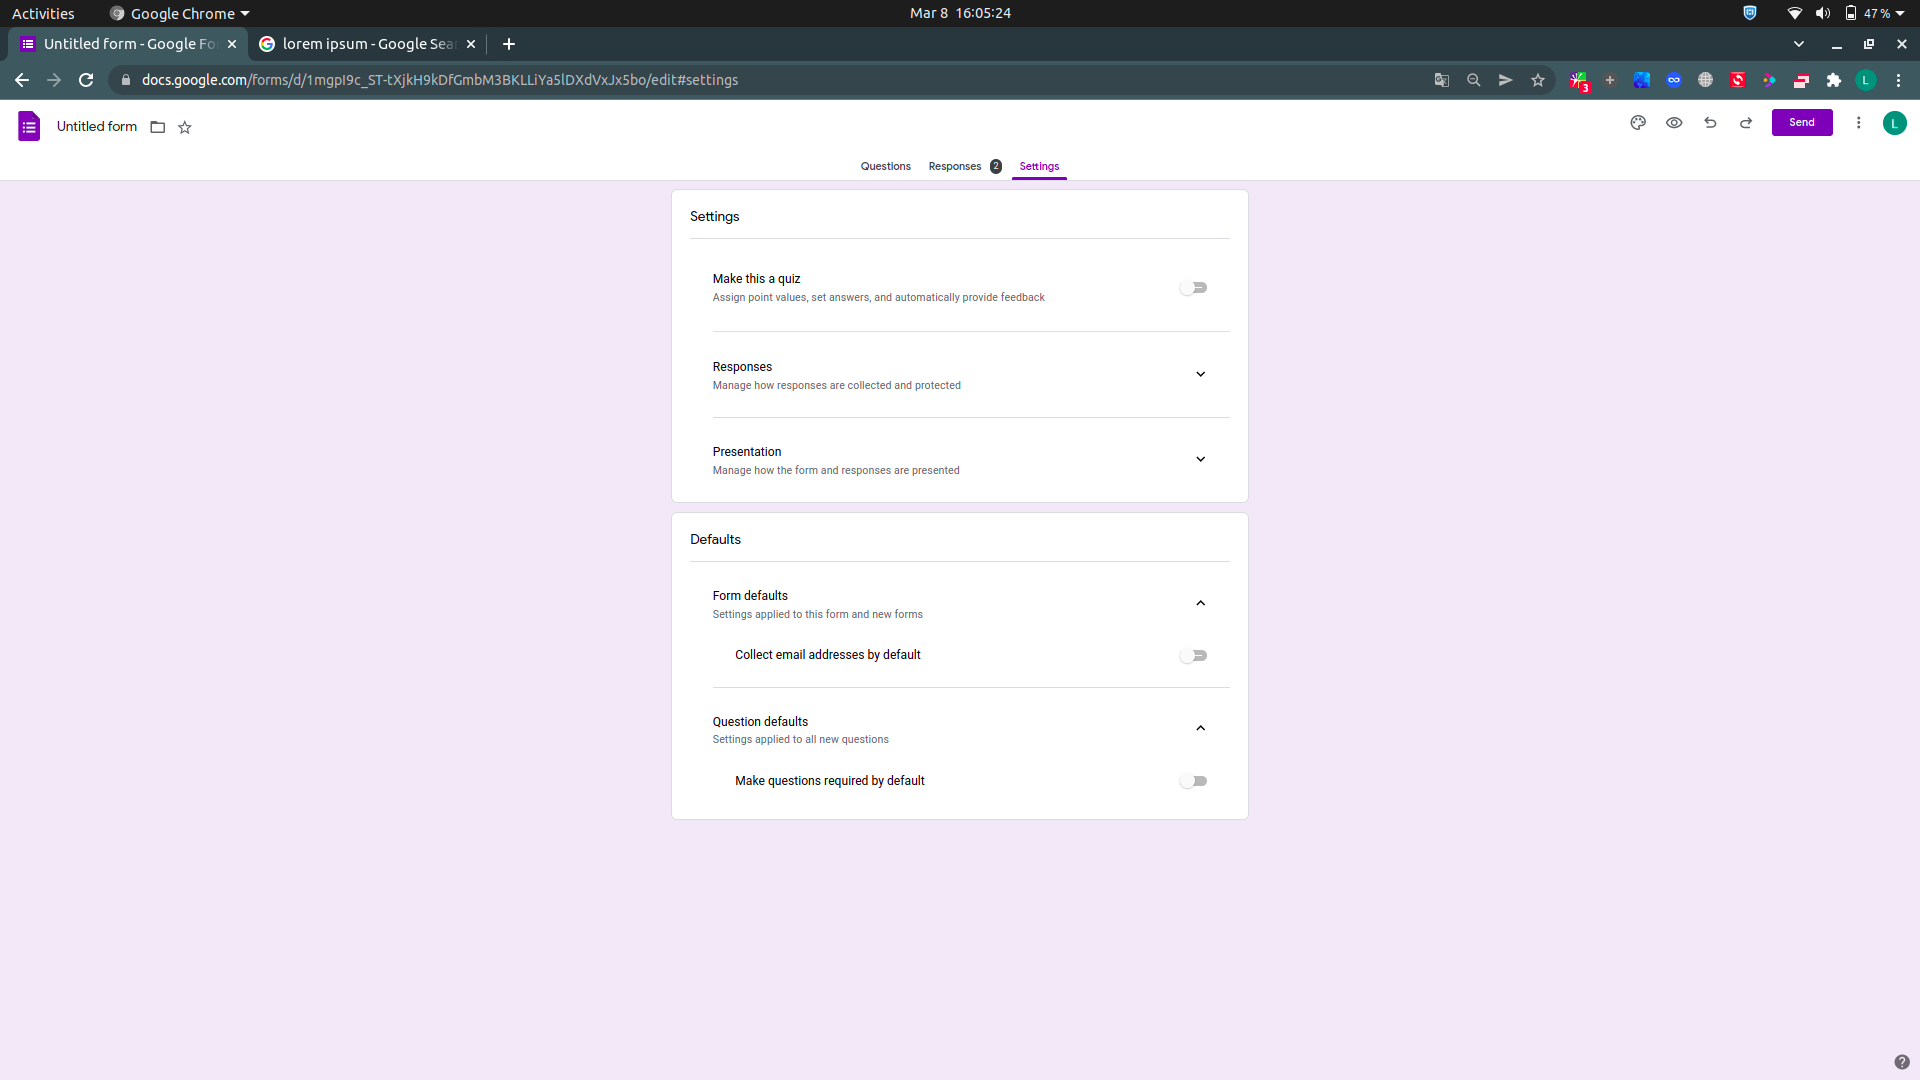 Activities
Google Chrome
Mar 8 16:05:24
47 %
Untitled form - Google Fo
lorem ipsum - Google Sea
docs.google.com/forms/d/1mgpI9c_ST-tXjkH9kDfGmbM3BKLLiYa5lDXdVxJx5bo/edit#settings
3
L
Untitled form
Send
L
Questions
Responses 2
Settings
Settings
Make this a quiz
Assign point values, set answers, and automatically provide feedback
Responses
Manage how responses are collected and protected
Presentation
Manage how the form and responses are presented
Defaults
Form defaults
Settings applied to this form and new forms
Collect email addresses by default
Question defaults
Settings applied to all new questions
Make questions required by default